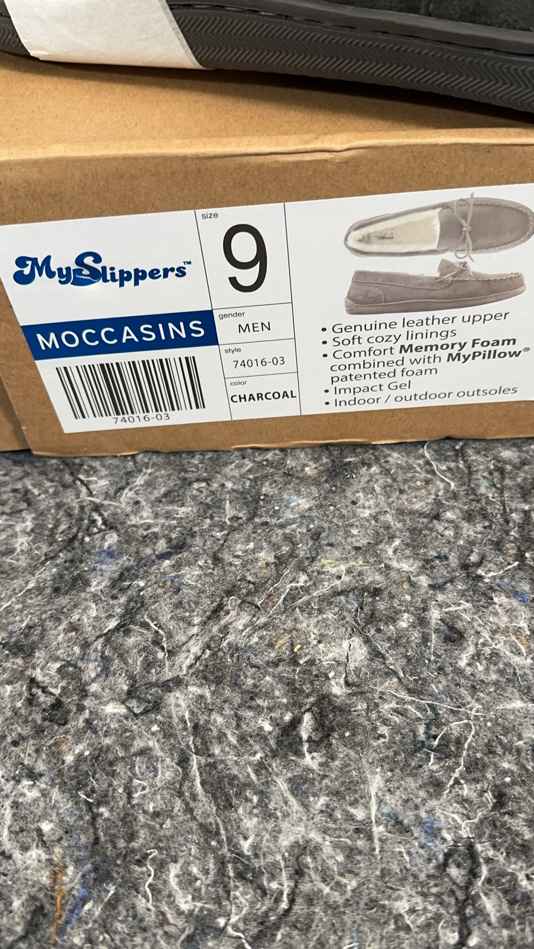 MySlippers™
MOCCASINS
74016-03
size
9
gender
MEN
style
74016-03
color
CHARCOAL
• Genuine leather upper
• Soft cozy linings
• Comfort Memory Foam
combined with MyPillow®
patented foam
• Impact Gel
• Indoor / outdoor outsoles